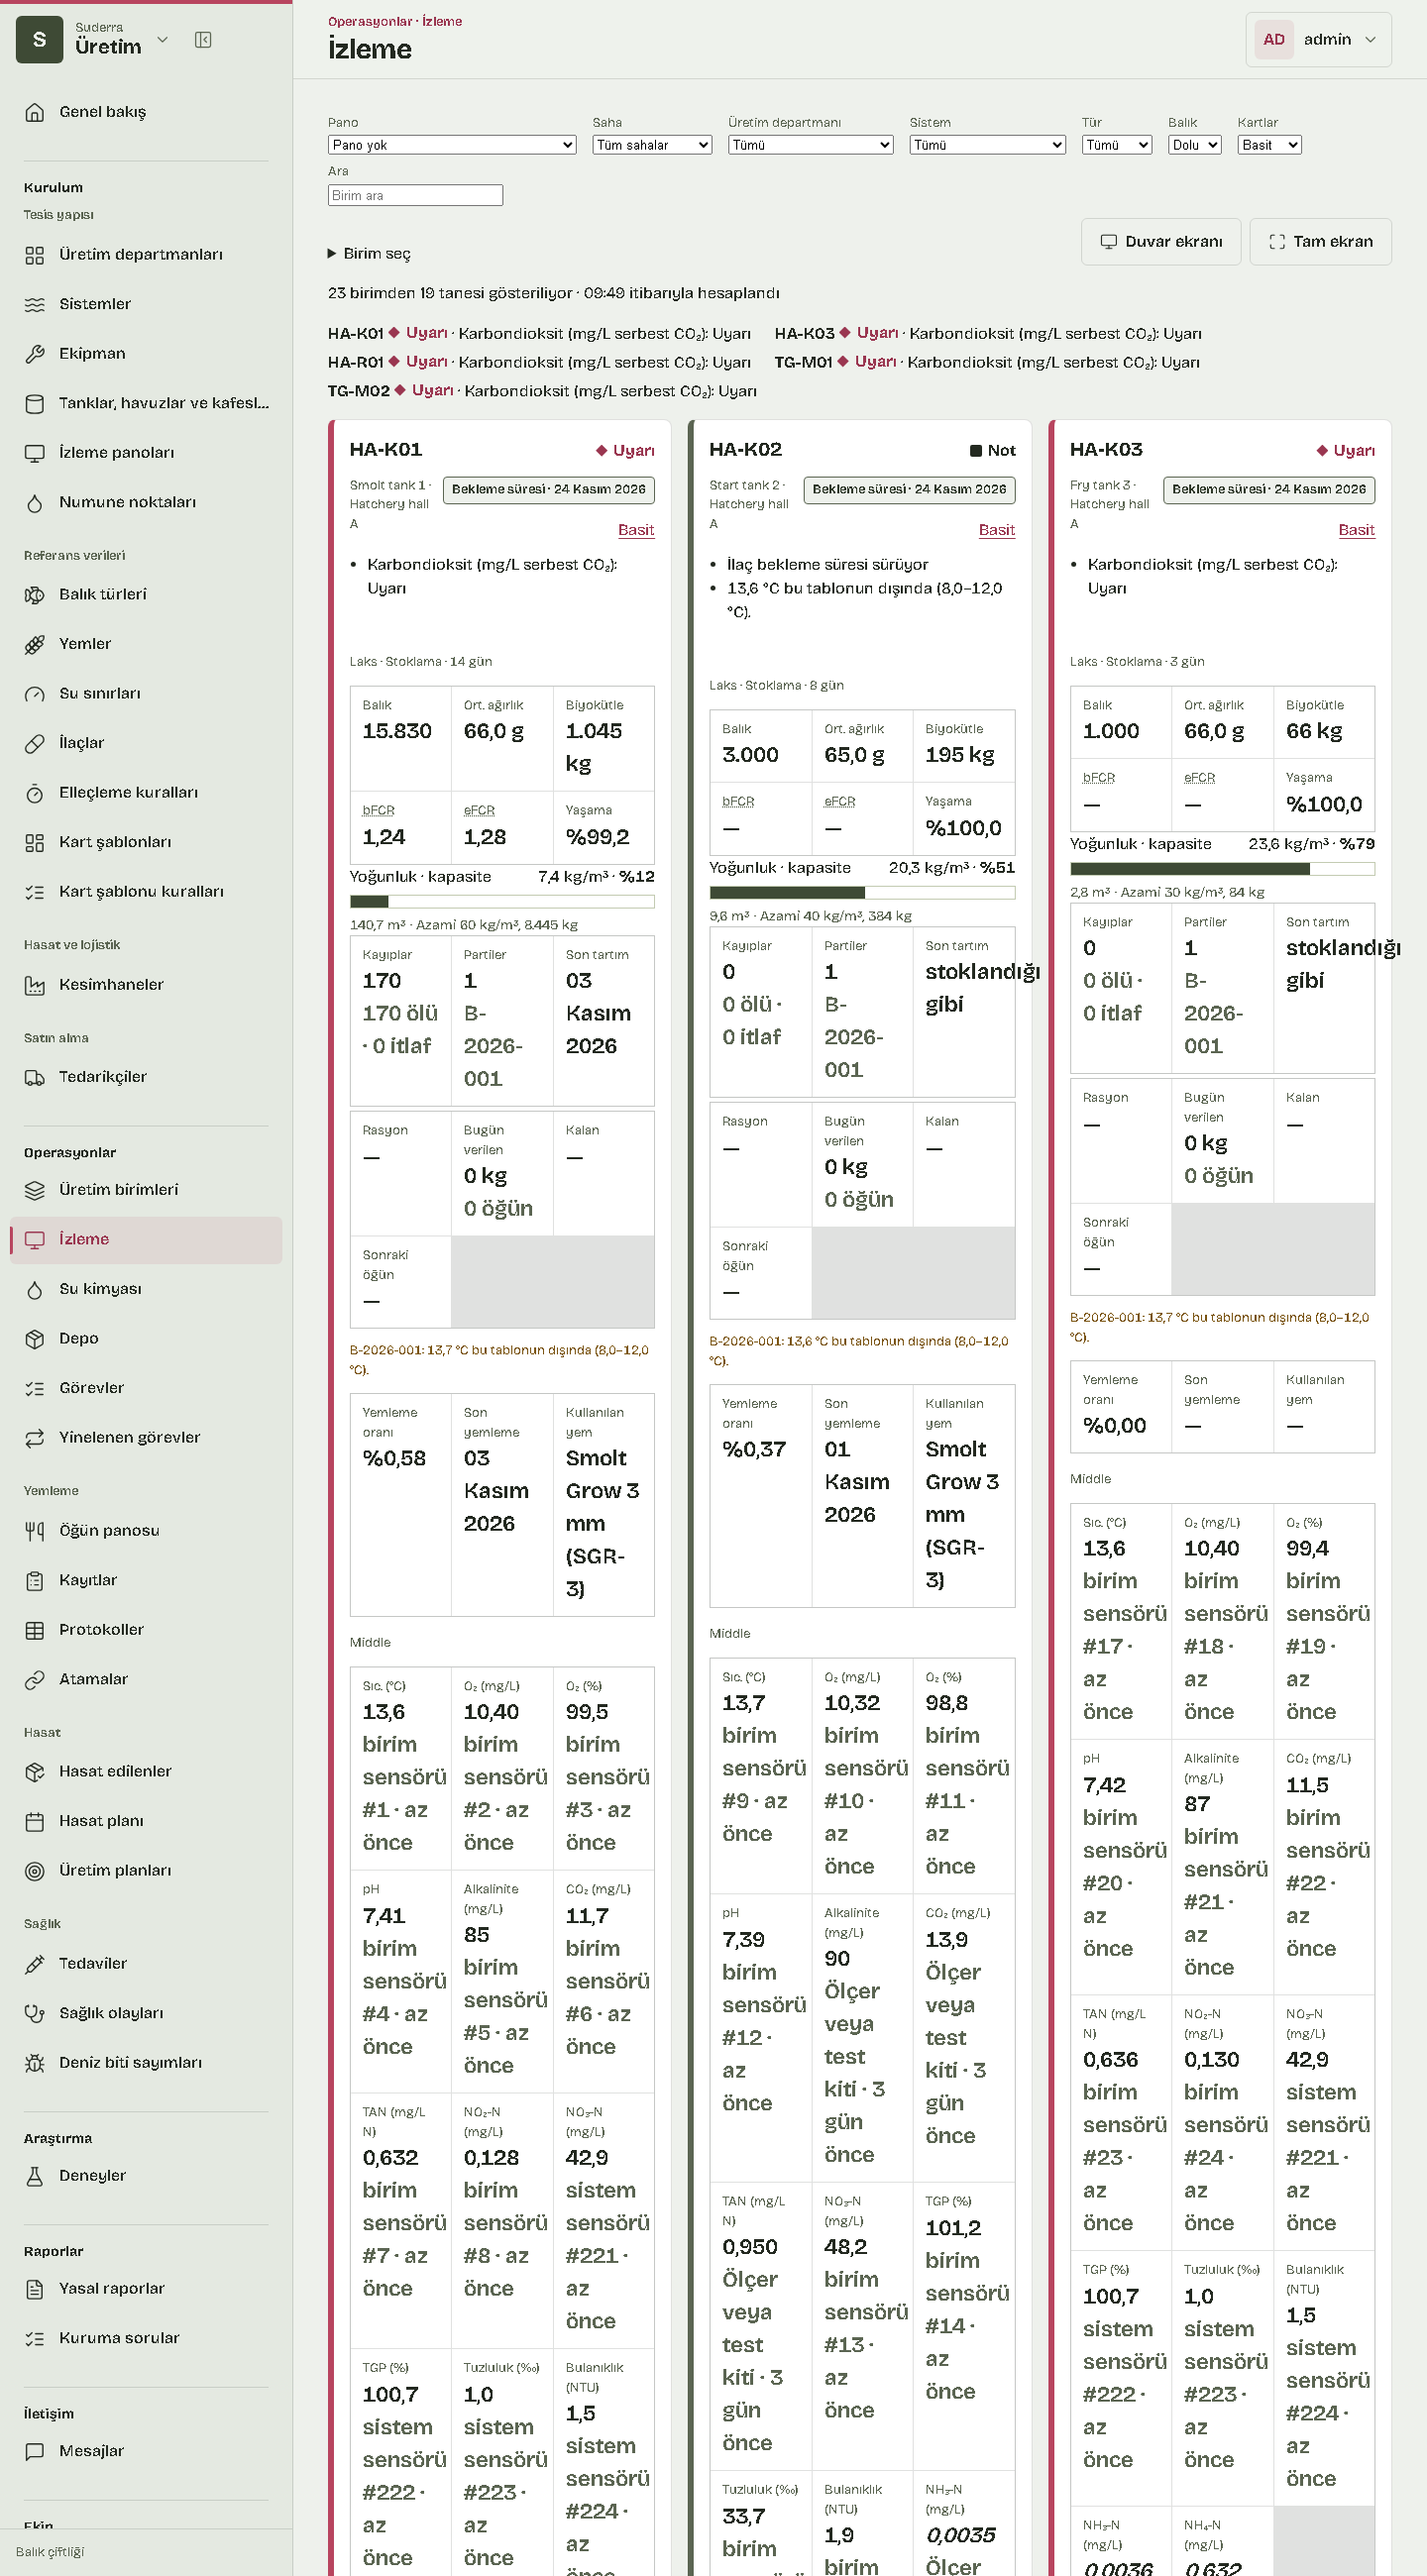 S
Suderra
Üretim
Genel bakış
Kurulum
Tesis yapısı
Üretim departmanları
Sistemler
Ekipman
Tanklar, havuzlar ve kafesl...
İzleme panoları
Numune noktaları
Referans verileri
Balık türleri
Yemler
Su sınırları
İlaçlar
Elleçleme kuralları
Kart şablonları
Kart şablonu kuralları
Hasat ve lojistik
Kesimhaneler
Satın alma
Tedarikçiler
Operasyonlar
Üretim birimleri
İzleme
Su kimyası
Depo
Görevler
Yinelenen görevler
Yemleme
Öğün panosu
Kayıtlar
Protokoller
Atamalar
Hasat
Hasat edilenler
Hasat planı
Üretim planları
Sağlık
Tedaviler
Sağlık olayları
Deniz biti sayımları
Araştırma
Deneyler
Raporlar
Yasal raporlar
Kuruma sorular
İletişim
Mesajlar
Ekip
Balık çiftliği
Operasyonlar · İzleme
İzleme
AD admin
Pano Saha Üretim departmanı Sistem Tür Balık Kartlar
Pano yok Tüm sahalar Tümü Tümü Tümü Dolu Basit
Ara
Birim ara
Duvar ekranı Tam ekran
▶ Birim seç
23 birimden 19 tanesi gösteriliyor · 09:49 itibarıyla hesaplandı
HA-K01 ◆ Uyarı · Karbondioksit (mg/L serbest CO₂): Uyarı HA-K03 ◆ Uyarı · Karbondioksit (mg/L serbest CO₂): Uyarı
HA-R01 ◆ Uyarı · Karbondioksit (mg/L serbest CO₂): Uyarı TG-M01 ◆ Uyarı · Karbondioksit (mg/L serbest CO₂): Uyarı
TG-M02 ◆ Uyarı · Karbondioksit (mg/L serbest CO₂): Uyarı
HA-K01 ◆ Uyarı
Smolt tank 1 ·
Hatchery hall
A
Bekleme süresi · 24 Kasım 2026
Basit
• Karbondioksit (mg/L serbest CO₂):
Uyarı
Laks · Stoklama · 14 gün
Balık Ort. ağırlık Biyokütle
15.830 66,0 g 1.045
kg
bFCR eFCR Yaşama
1,24 1,28 %99,2
Yoğunluk · kapasite 7,4 kg/m³ · %12
140,7 m³ · Azami 60 kg/m³, 8.445 kg
Kayıplar Partiler Son tartım
170 1 03
170 ölü B- Kasım
· 0 itlaf 2026- 2026
001
Rasyon Bugün Kalan
verilen
— 0 kg —
0 öğün
Sonraki
öğün
—
B-2026-001: 13,7 °C bu tablonun dışında (8,0–12,0
°C).
Yemleme Son Kullanılan
oranı yemleme yem
%0,58 03 Smolt
Kasım Grow 3
2026 mm
(SGR-
3)
Middle
Sıc. (°C) O₂ (mg/L) O₂ (%)
13,6 10,40 99,5
birim birim birim
sensörü sensörü sensörü
#1 · az #2 · az #3 · az
önce önce önce
pH Alkalinite CO₂ (mg/L)
(mg/L)
7,41 85 11,7
birim birim birim
sensörü sensörü sensörü
#4 · az #5 · az #6 · az
önce önce önce
TAN (mg/L NO₂-N NO₃-N
N) (mg/L) (mg/L)
0,632 0,128 42,9
birim birim sistem
sensörü sensörü sensörü
#7 · az #8 · az #221 ·
önce önce az
önce
TGP (%) Tuzluluk (‰) Bulanıklık
(NTU)
100,7 1,0 1,5
sistem sistem sistem
sensörü sensörü sensörü
#222 · #223 · #224 ·
az az az
önce önce önce
HA-K02 ■ Not
Start tank 2 ·
Hatchery hall
A
Bekleme süresi · 24 Kasım 2026
Basit
• İlaç bekleme süresi sürüyor
• 13,6 °C bu tablonun dışında (8,0–12,0
°C).
Laks · Stoklama · 8 gün
Balık Ort. ağırlık Biyokütle
3.000 65,0 g 195 kg
bFCR eFCR Yaşama
— — %100,0
Yoğunluk · kapasite 20,3 kg/m³ · %51
9,6 m³ · Azami 40 kg/m³, 384 kg
Kayıplar Partiler Son tartım
0 1 stoklandığı
0 ölü · B- gibi
0 itlaf 2026-
001
Rasyon Bugün Kalan
verilen
— 0 kg —
0 öğün
Sonraki
öğün
—
B-2026-001: 13,6 °C bu tablonun dışında (8,0–12,0
°C).
Yemleme Son Kullanılan
oranı yemleme yem
%0,37 01 Smolt
Kasım Grow 3
2026 mm
(SGR-
3)
Middle
Sıc. (°C) O₂ (mg/L) O₂ (%)
13,7 10,32 98,8
birim birim birim
sensörü sensörü sensörü
#9 · az #10 · #11 ·
önce az az
önce önce
pH Alkalinite CO₂ (mg/L)
(mg/L)
7,39 90 13,9
birim Ölçer Ölçer
sensörü veya veya
#12 · test test
az kiti · 3 kiti · 3
önce gün gün
önce önce
TAN (mg/L NO₃-N TGP (%)
N) (mg/L)
0,950 48,2 101,2
Ölçer birim birim
veya sensörü sensörü
test #13 · #14 ·
kiti · 3 az az
gün önce önce
önce
Tuzluluk (‰) Bulanıklık NH₃-N
(NTU) (mg/L)
33,7 1,9 0,0035
birim birim Ölçer
HA-K03 ◆ Uyarı
Fry tank 3 ·
Hatchery hall
A
Bekleme süresi · 24 Kasım 2026
Basit
• Karbondioksit (mg/L serbest CO₂):
Uyarı
Laks · Stoklama · 3 gün
Balık Ort. ağırlık Biyokütle
1.000 66,0 g 66 kg
bFCR eFCR Yaşama
— — %100,0
Yoğunluk · kapasite 23,6 kg/m³ · %79
2,8 m³ · Azami 30 kg/m³, 84 kg
Kayıplar Partiler Son tartım
0 1 stoklandığı
0 ölü · B- gibi
0 itlaf 2026-
001
Rasyon Bugün Kalan
verilen
— 0 kg —
0 öğün
Sonraki
öğün
—
B-2026-001: 13,7 °C bu tablonun dışında (8,0–12,0
°C).
Yemleme Son Kullanılan
oranı yemleme yem
%0,00 — —
Middle
Sıc. (°C) O₂ (mg/L) O₂ (%)
13,6 10,40 99,4
birim birim birim
sensörü sensörü sensörü
#17 · #18 · #19 ·
az az az
önce önce önce
pH Alkalinite CO₂ (mg/L)
(mg/L)
7,42 87 11,5
birim birim birim
sensörü sensörü sensörü
#20 · #21 · #22 ·
az az az
önce önce önce
TAN (mg/L NO₂-N NO₃-N
N) (mg/L) (mg/L)
0,636 0,130 42,9
birim birim sistem
sensörü sensörü sensörü
#23 · #24 · #221 ·
az az az
önce önce önce
TGP (%) Tuzluluk (‰) Bulanıklık
(NTU)
100,7 1,0 1,5
sistem sistem sistem
sensörü sensörü sensörü
#222 · #223 · #224 ·
az az az
önce önce önce
NH₃-N NH₄-N
(mg/L) (mg/L)
0,0036 0,632